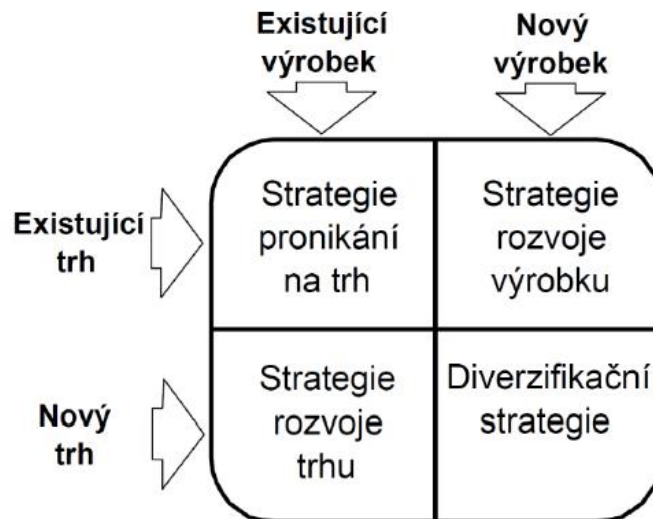 Existující
výrobek
Nový
výrobek
Existující
trh
Strategie
pronikání
na trh
Strategie
rozvoje
výrobku
Nový
trh
Strategie
rozvoje
trhu
Diverzifikační
strategie